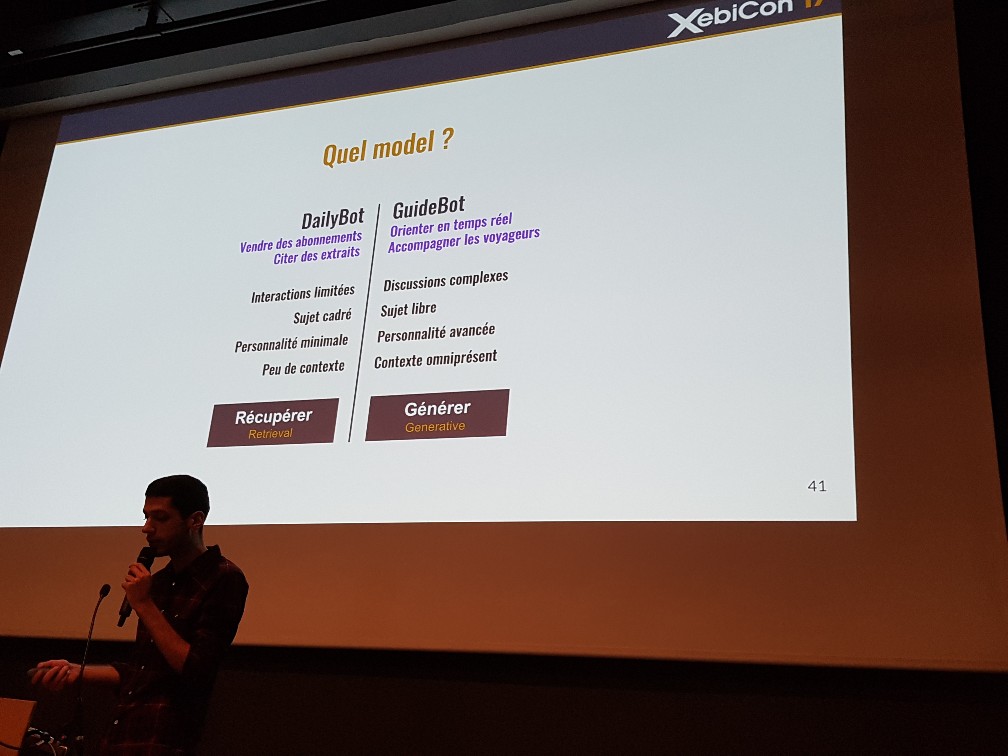 XebiCon 17
Quel model ?
DailyBot
Vendre des abonnements
Citer des extraits
Interactions limitées
Sujet cadré
Personnalité minimale
Peu de contexte
Récupérer
Retrieval
GuideBot
Orienter en temps réel
Accompagner les voyageurs
Discussions complexes
Sujet libre
Personnalité avancée
Contexte omniprésent
Générer
Generative
41